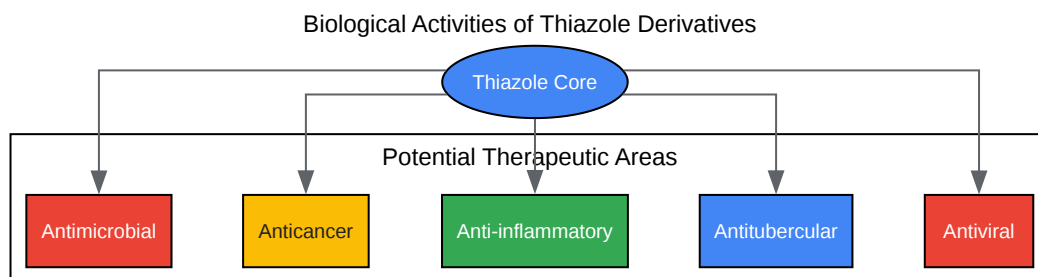 Biological Activities of Thiazole Derivatives
Thiazole Core
Potential Therapeutic Areas
Antimicrobial
Anticancer
Anti-inflammatory
Antitubercular
Antiviral